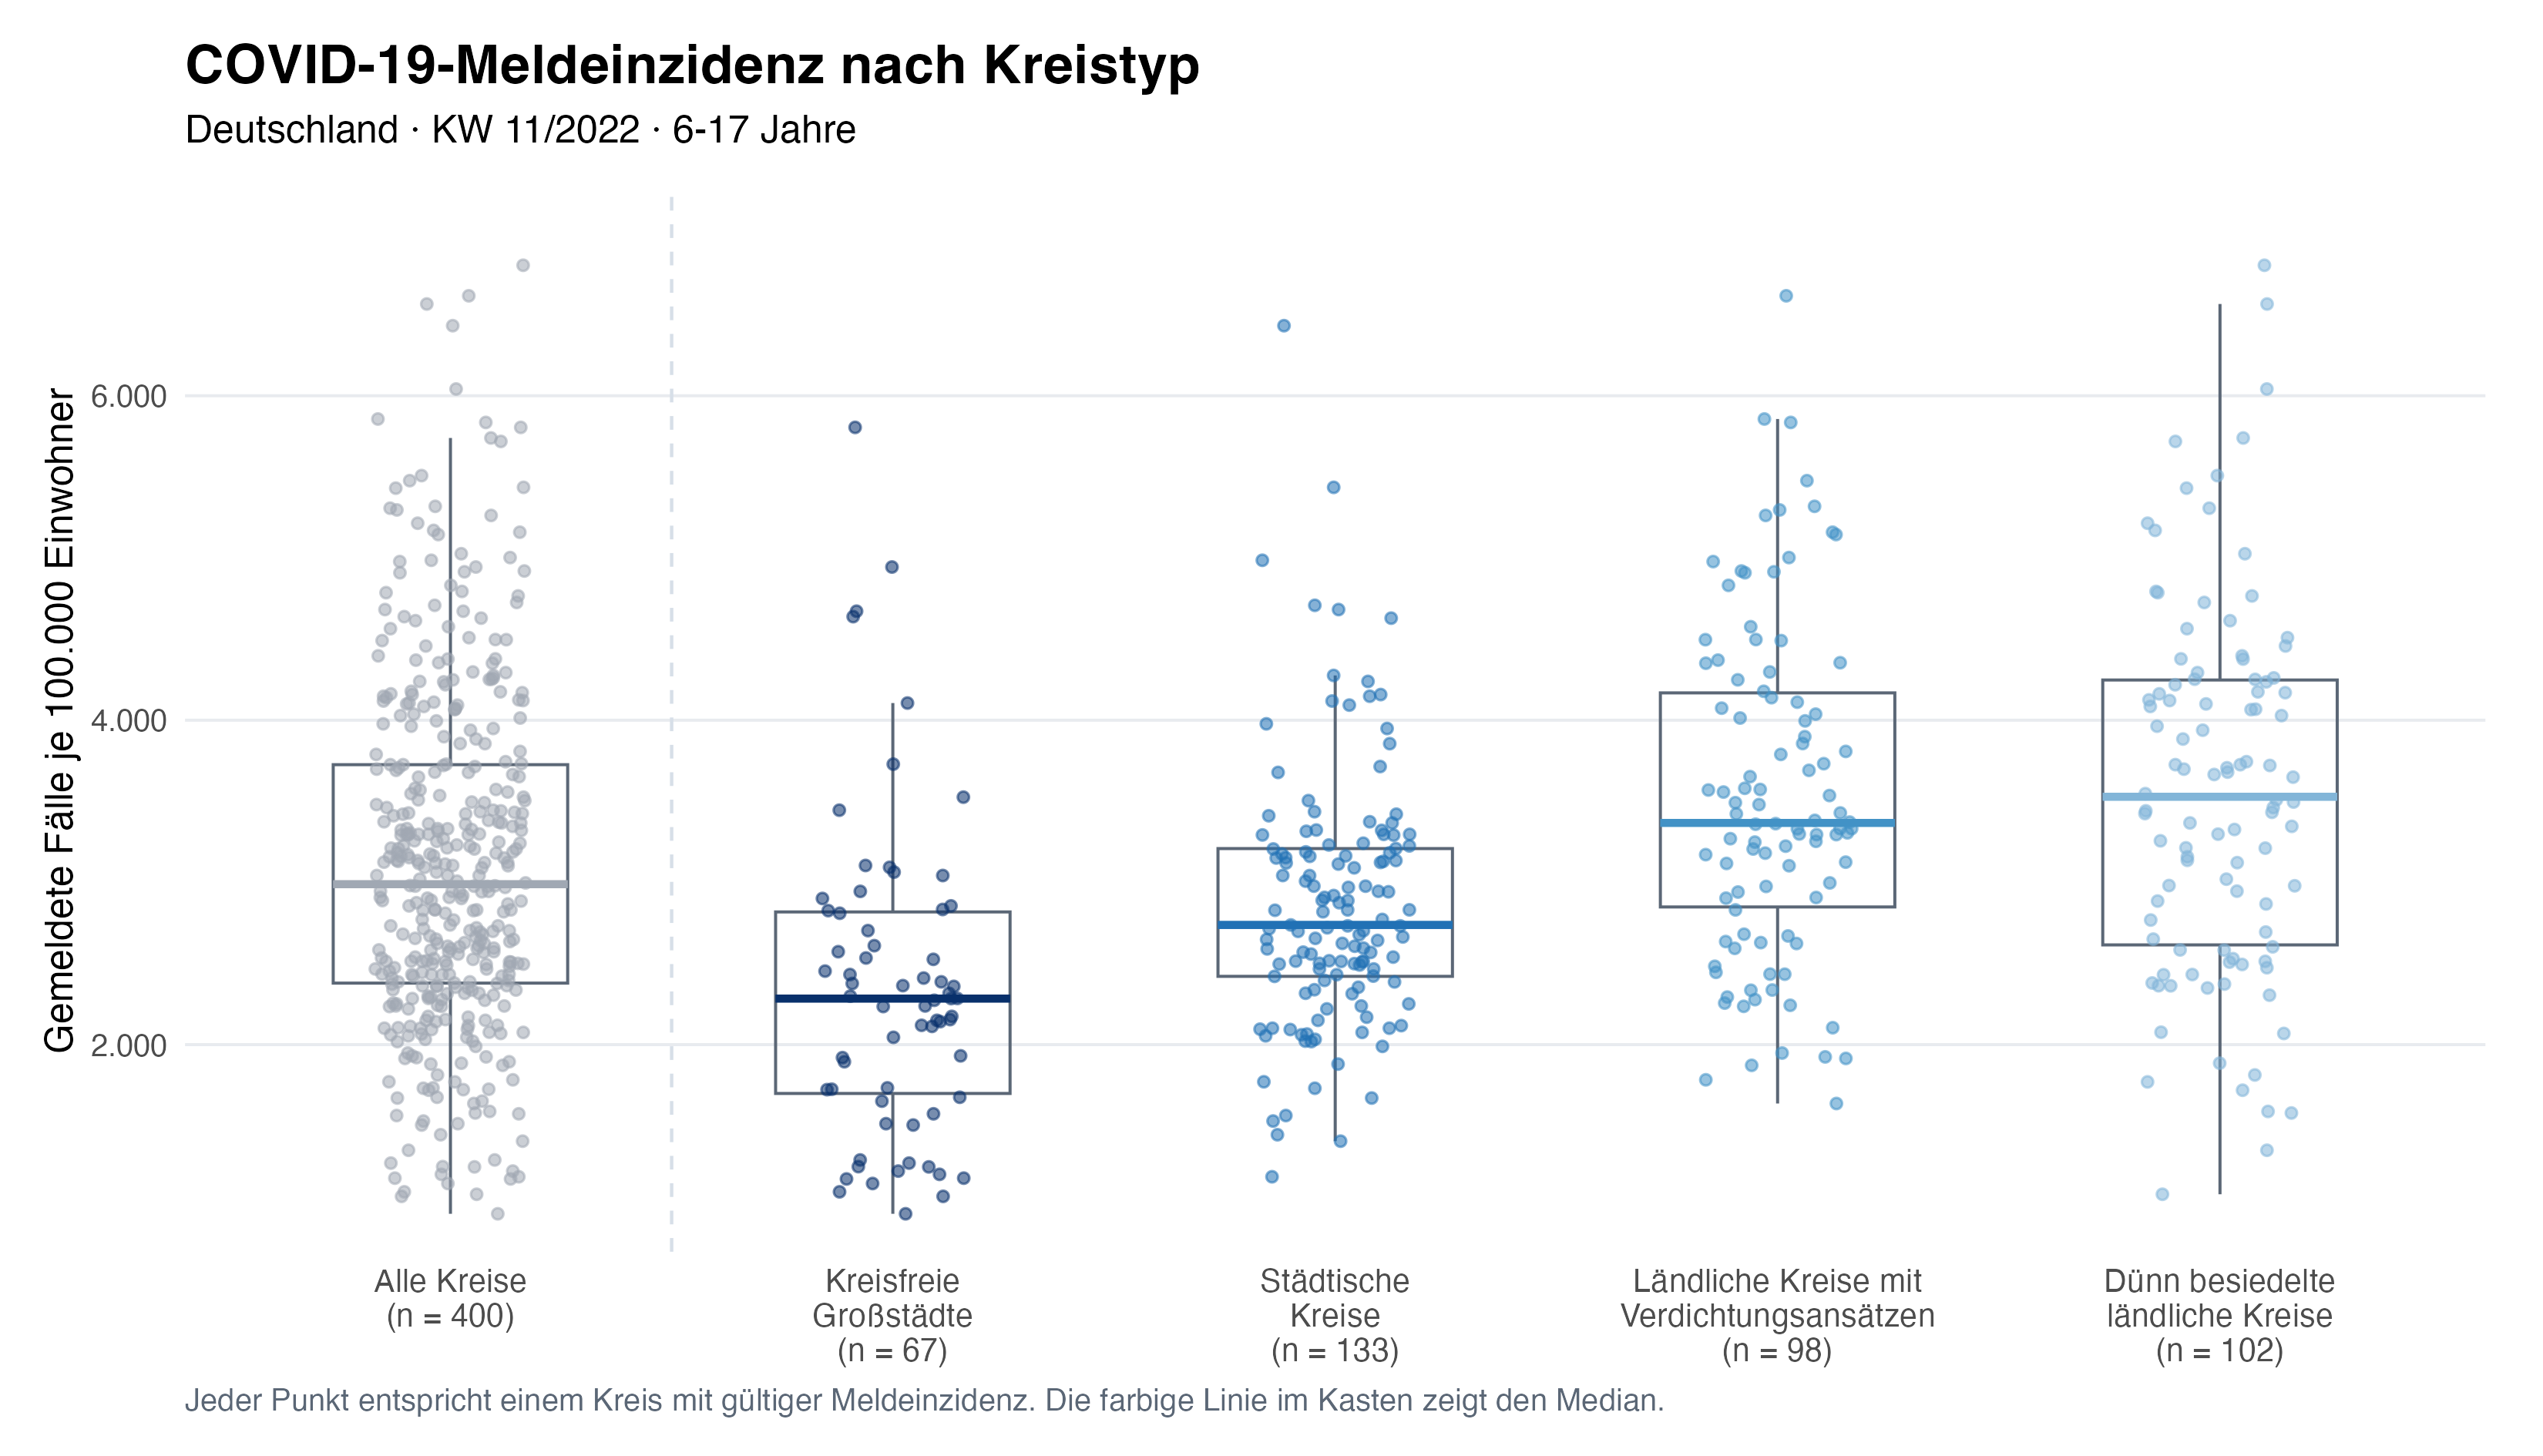 COVID-19-Meldeinzidenz nach Kreistyp
Deutschland · KW 11/2022 · 6-17 Jahre
Gemeldete Fälle je 100.000 Einwohner
6.000
4.000
2.000
Alle Kreise
(n = 400)
Kreisfreie
Großstädte
(n = 67)
Städtische
Kreise
(n = 133)
Ländliche Kreise mit
Verdichtungsansätzen
(n = 98)
Dünn besiedelte
ländliche Kreise
(n = 102)
Jeder Punkt entspricht einem Kreis mit gültiger Meldeinzidenz. Die farbige Linie im Kasten zeigt den Median.